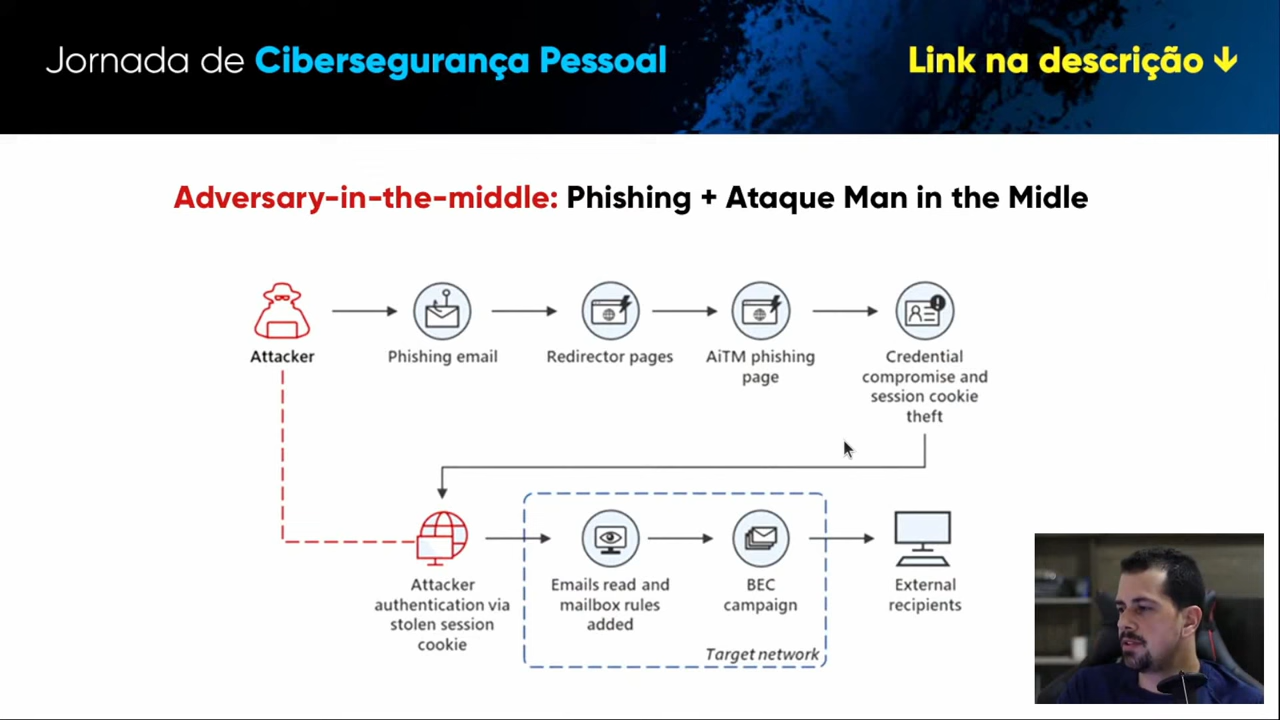 Jornada de Cibersegurança Pessoal
Link na descrição ↓
Adversary-in-the-middle: Phishing + Ataque Man in the Midle
Attacker
Phishing email
Redirector pages
AiTM phishing
page
Credential
compromise and
session cookie
theft
Attacker
authentication via
stolen session
cookie
Emails read and
mailbox rules
added
BEC
campaign
External
recipients
Target network